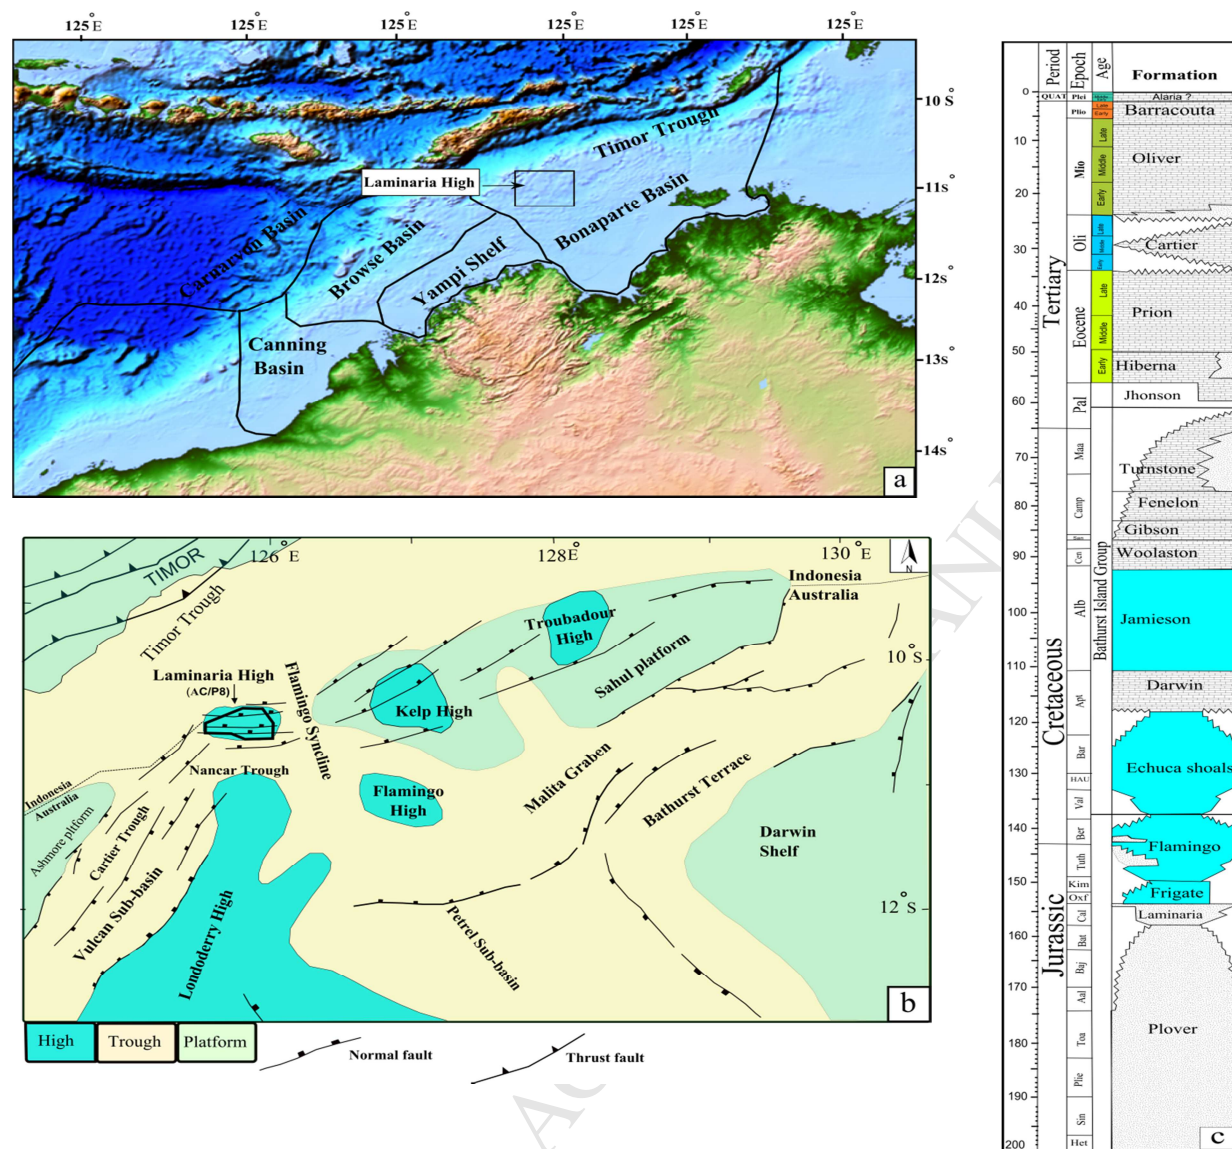 125°E 125°E 125°E 125°E 125°E 125°E
10 S°
11S°
12S°
13S°
14S°
Timor Trough
Laminaria High
Bonaparte Basin
Carnarvon Basin
Browse Basin
Yampi Shelf
Canning
Basin
a
126°E 128°E 130°E
N
TIMOR
Timor Trough
Indonesia
Australia
Troubadour
High
10°S
Sahul platform
Laminaria High
(AC/P8)
Flamingo Syncline
Kelp High
Nancar Trough
Indonesia
Australia
Flamingo
High
Malita Graben
Bathurst Terrace
Ashmore pltform
Cartier Trough
Vulcan Sub-basin
Darwin
Shelf
Londoderry High
Petrel Sub-basin
12°S
b
High Trough Platform
Normal fault
Thrust fault
Period Epoch Age Formation
0 QUAT Plei Alaria ?
Plio Late Early Barracouta
10
20
Mio Late Middle Early Oliver
30
Oli Late Middle Early Cartier
40
50
Tertiary
Eocene Late Middle Early
Prion
Hiberna
60 Pal Jhonson
70 Maa Turnstone
80 Camp Fenelon
Gibson
90 Cen Woolaston
Bathurst Island Group
100 Alb Jamieson
110
Cretaceous
Apt Darwin
120
Bar Echuca shoals
130 HAU
Val
140 Ber Flamingo
Tuth
150 Kim Frigate
Oxf
Cal Laminaria
160
Jurassic
Bat
Baj
170
Aal
Plover
Toa
180
Plie
190
Sin
200 Het
c